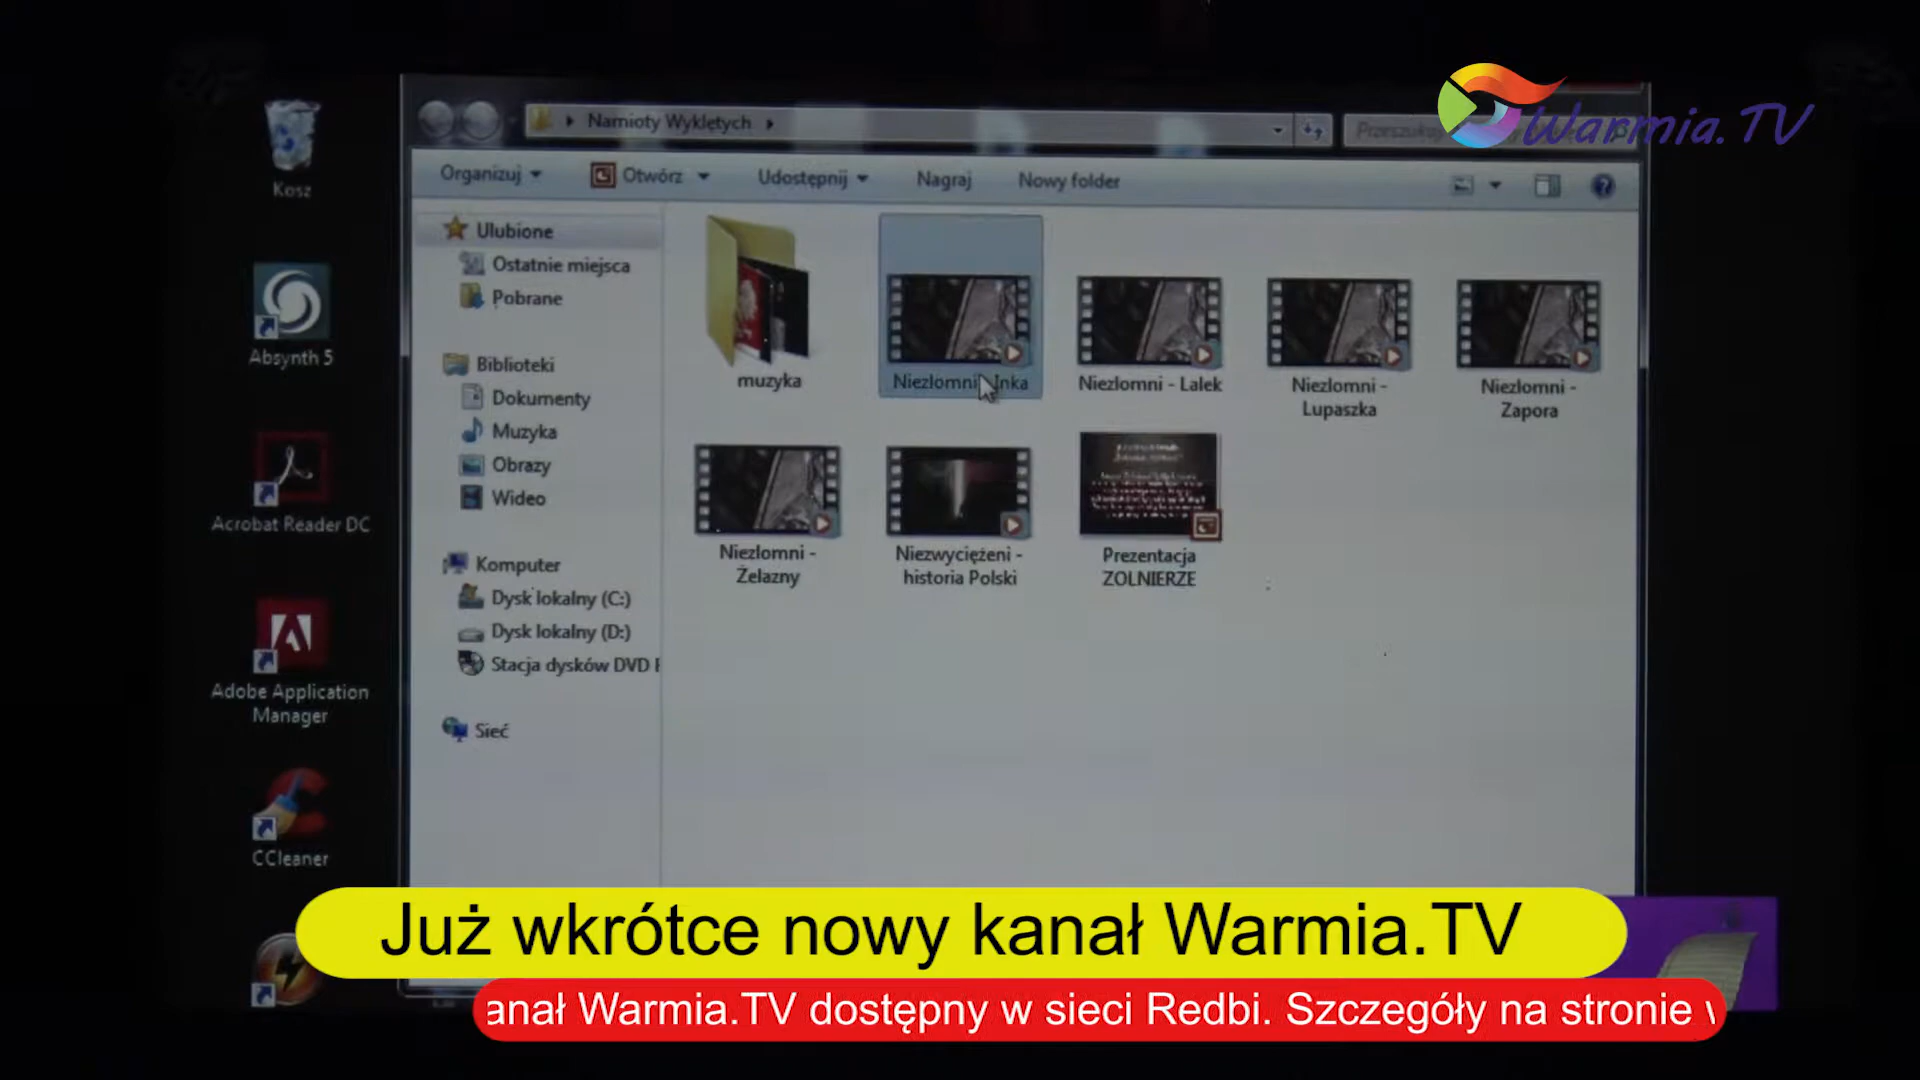 Warmia.TV
Namioty Wyklętych
Organizuj
Otwórz
Udostępnij
Nagraj
Nowy folder
Kosz
Absynth 5
Acrobat Reader DC
Adobe Application
Manager
CCleaner
Ulubione
Ostatnie miejsca
Pobrane
Biblioteki
Dokumenty
Muzyka
Obrazy
Wideo
Komputer
Dysk lokalny (C:)
Dysk lokalny (D:)
Stacja dysków DVD
Sieć
muzyka
Niezłomni - Inka
Niezłomni - Lalek
Niezłomni -
Lupaszka
Niezłomni -
Zapora
Niezłomni -
Żelazny
Niezwyciężeni -
historia Polski
Prezentacja
ZOLNIERZE
Już wkrótce nowy kanał Warmia.TV
anał Warmia.TV dostępny w sieci Redbi. Szczegóły na stronie